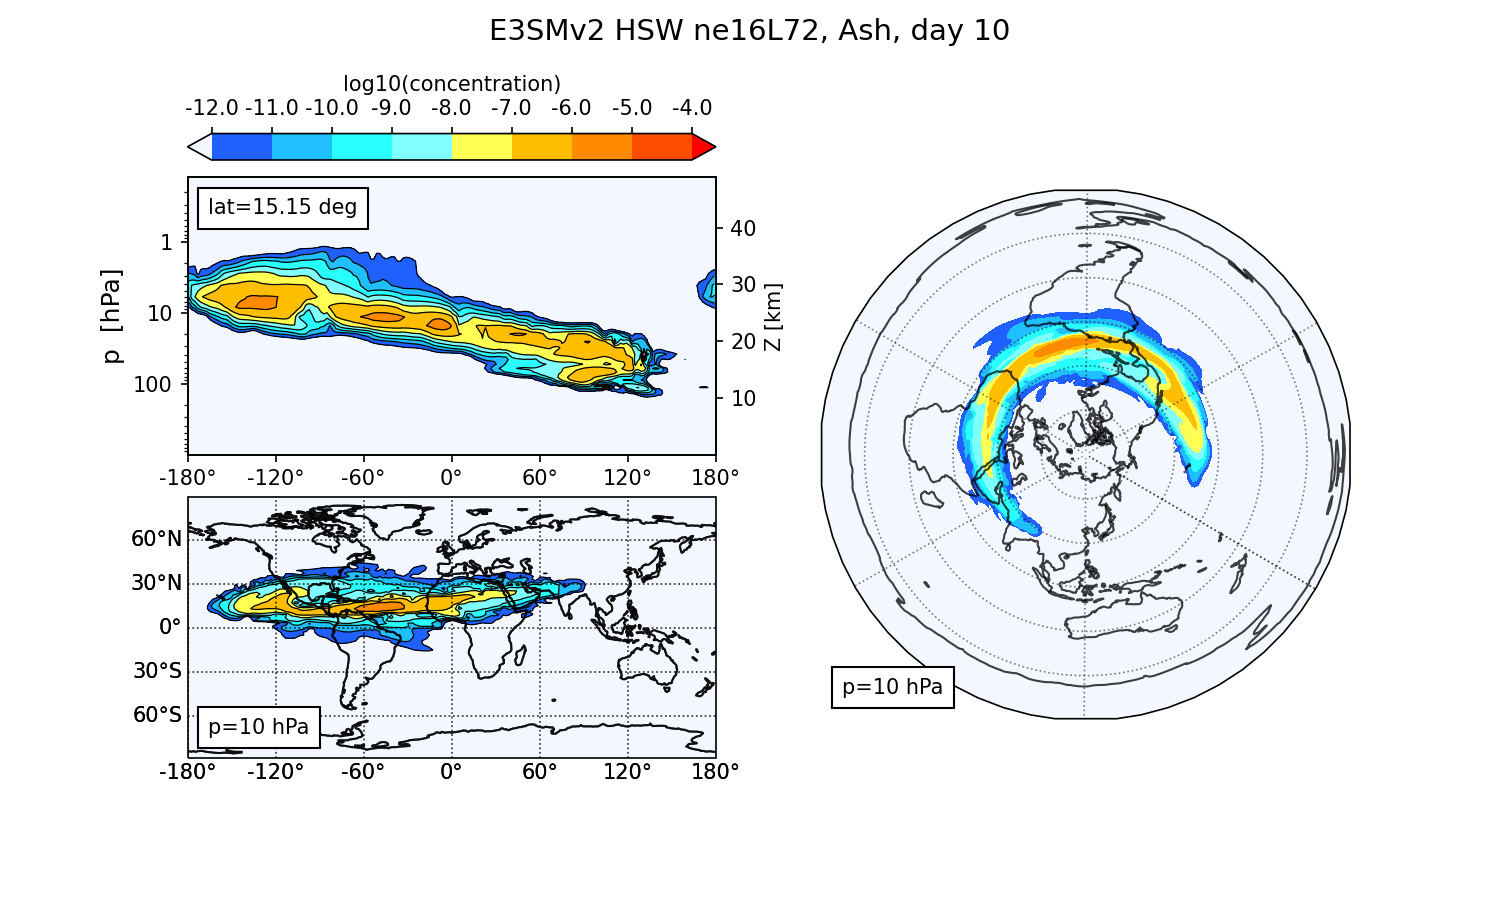 E3SMv2 HSW ne16L72, Ash, day 10
log10(concentration)
-12.0 -11.0 -10.0 -9.0 -8.0 -7.0 -6.0 -5.0 -4.0
lat=15.15 deg
p [hPa]
1
10
100
40
30
20
10
Z [km]
-180° -120° -60° 0° 60° 120° 180°
60°N
30°N
0°
30°S
60°S
p=10 hPa
-180° -120° -60° 0° 60° 120° 180°
p=10 hPa